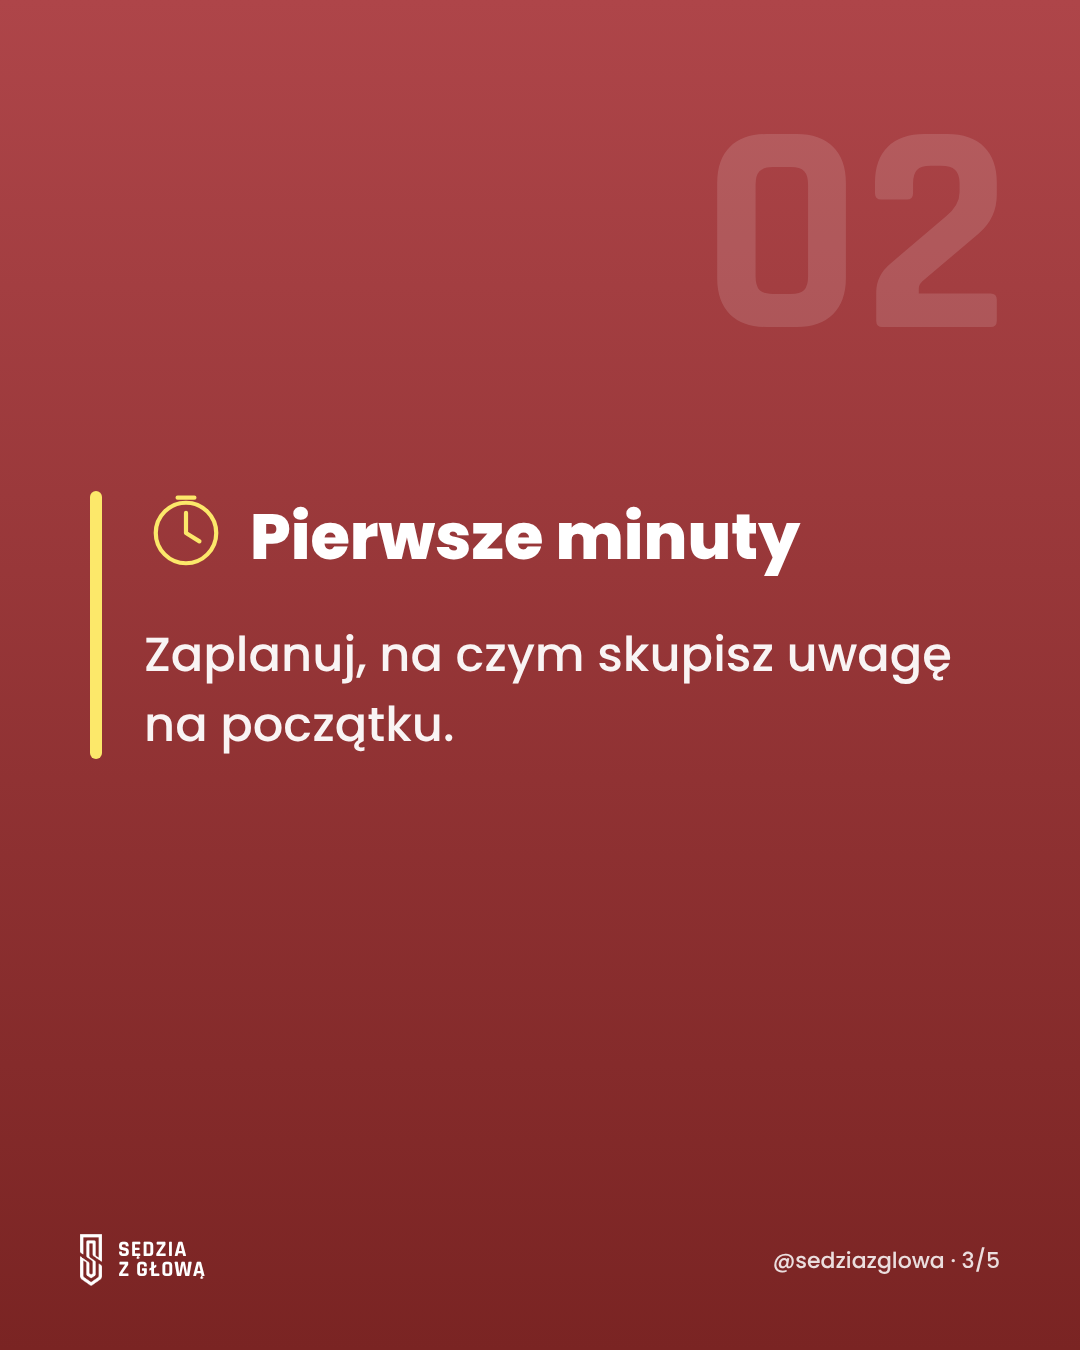 02
Pierwsze minuty
Zaplanuj, na czym skupisz uwagę
na początku.
SĘDZIA
Z GŁOWĄ
@sedziazglowa · 3/5